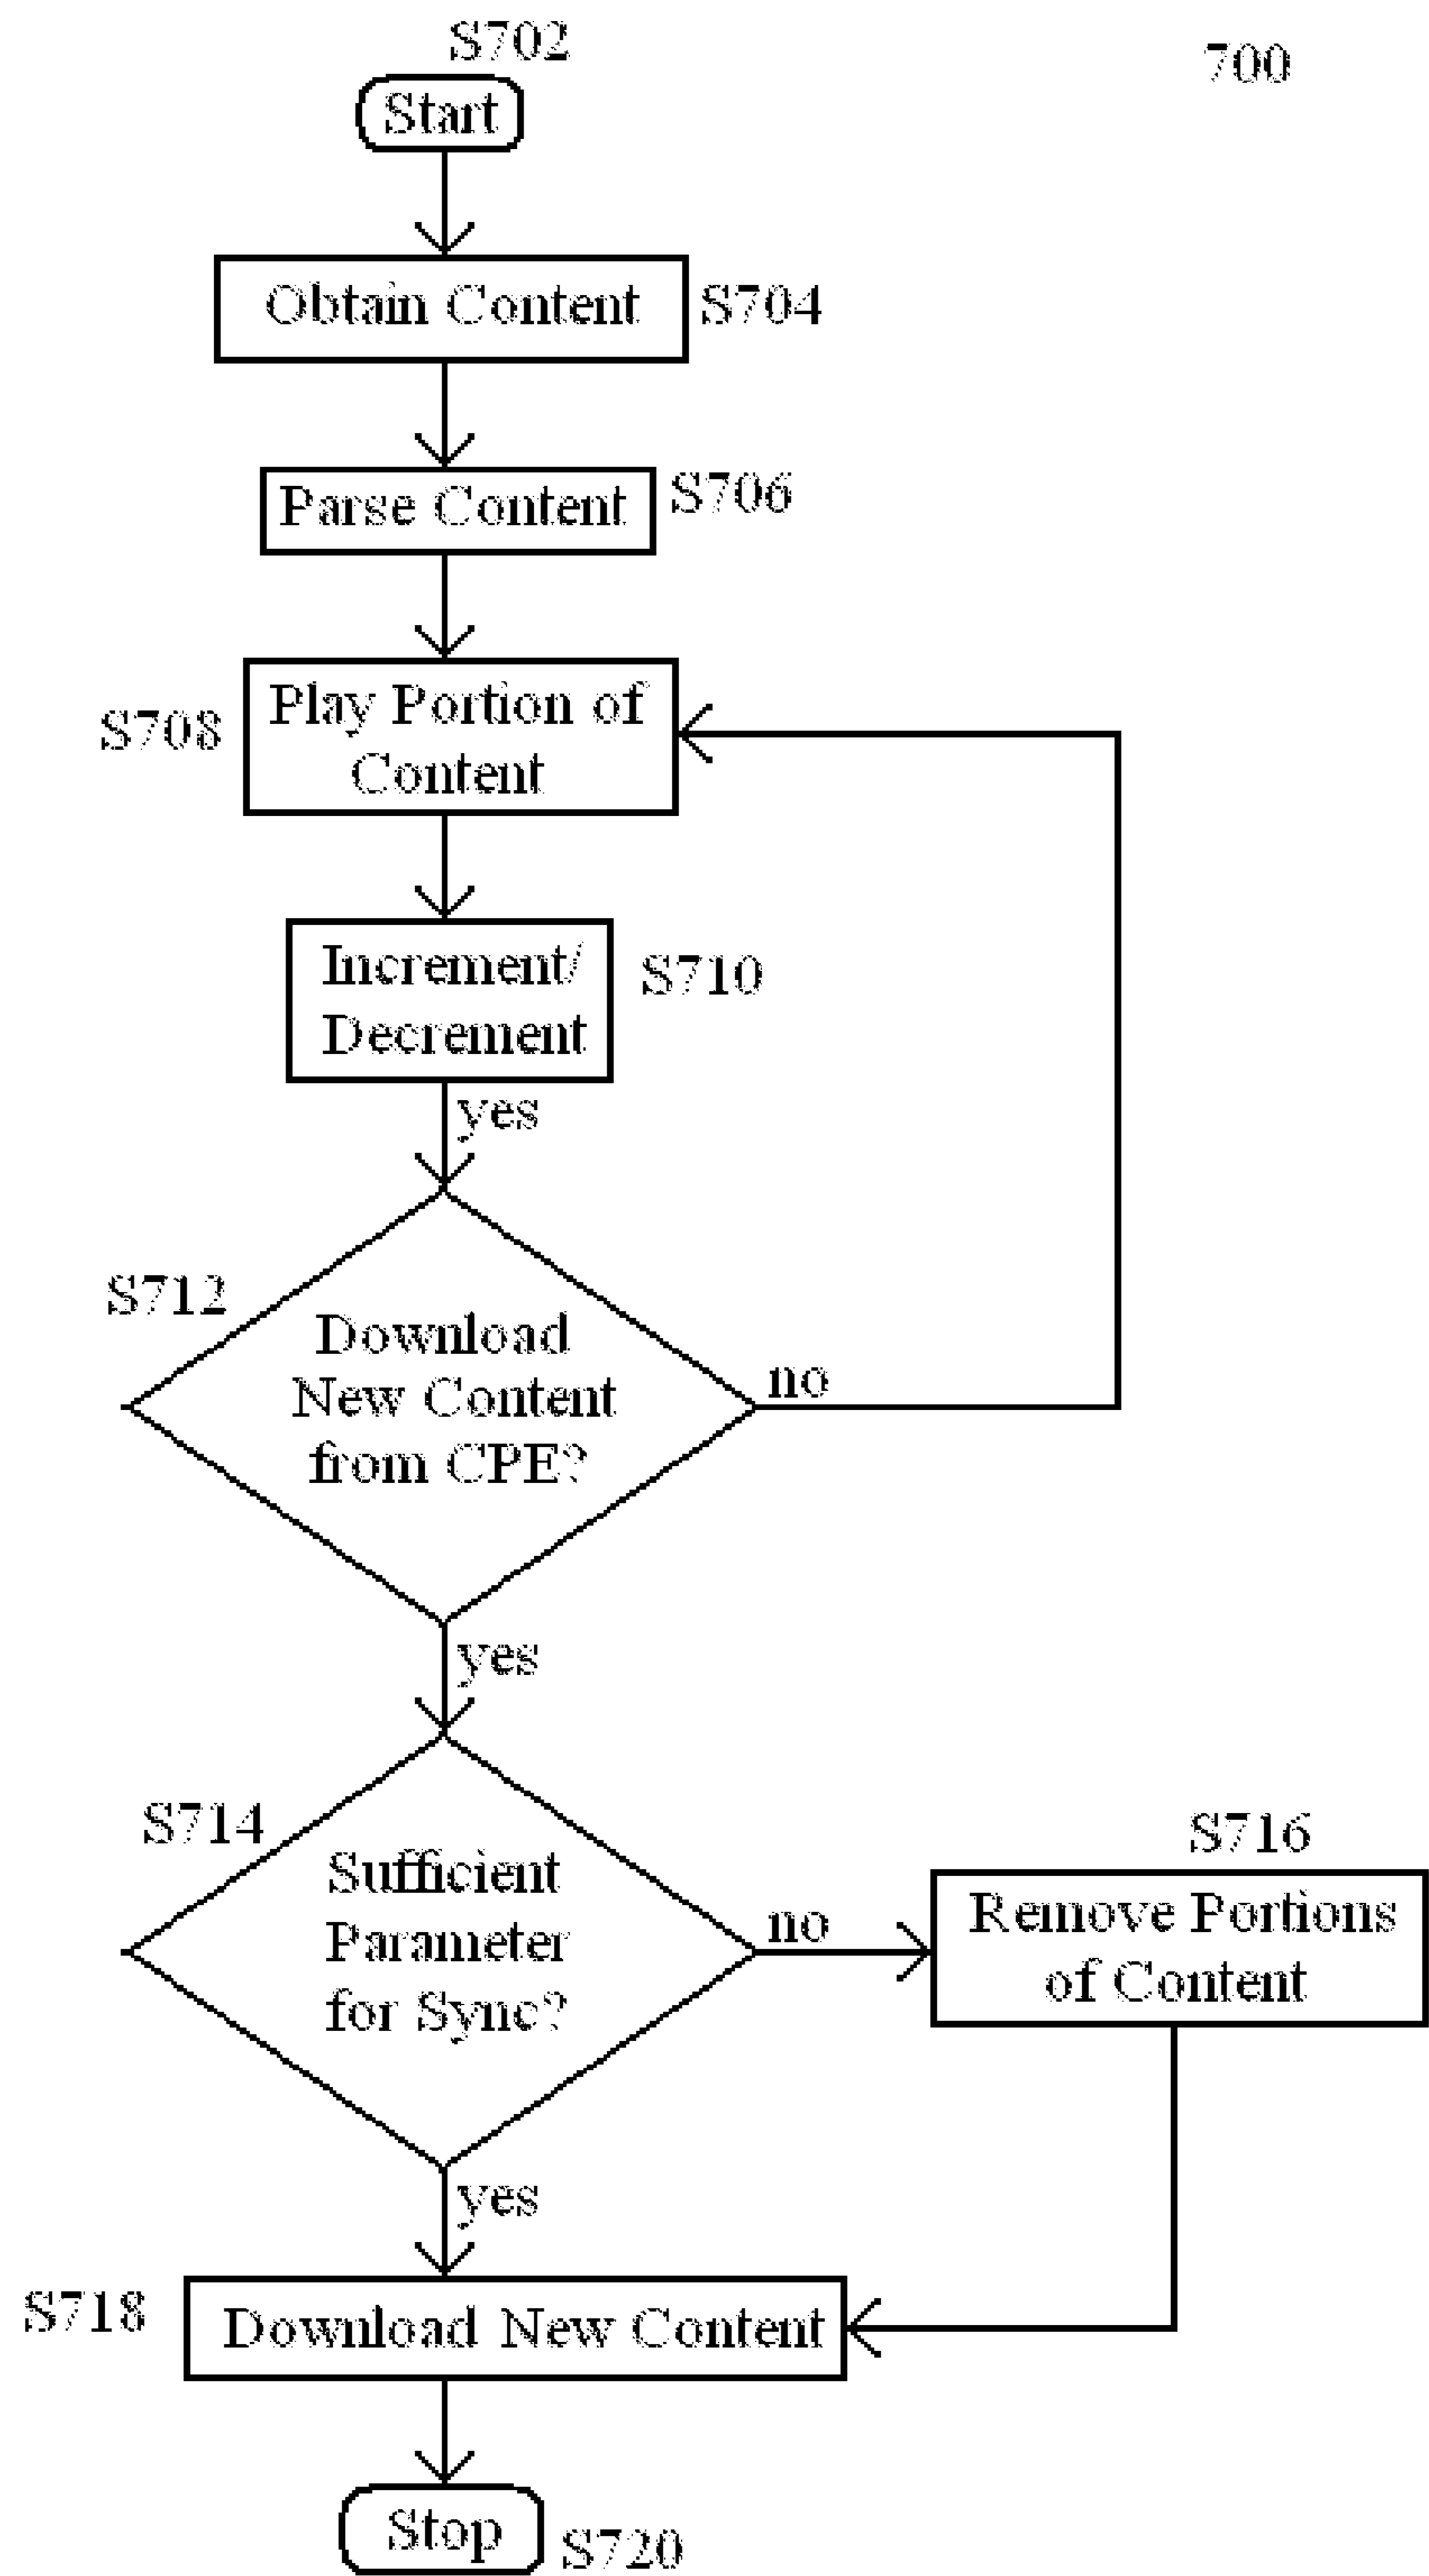 S702
700
Start
Obtain Content
S704
Parse Content
S706
S708
Play Portion of
Content
Increment/
Decrement
S710
yes
S712
Download
New Content
from CPE?
no
yes
S714
Sufficient
Parameter
for Sync?
no
S716
Remove Portions
of Content
yes
S718
Download New Content
Stop
S720